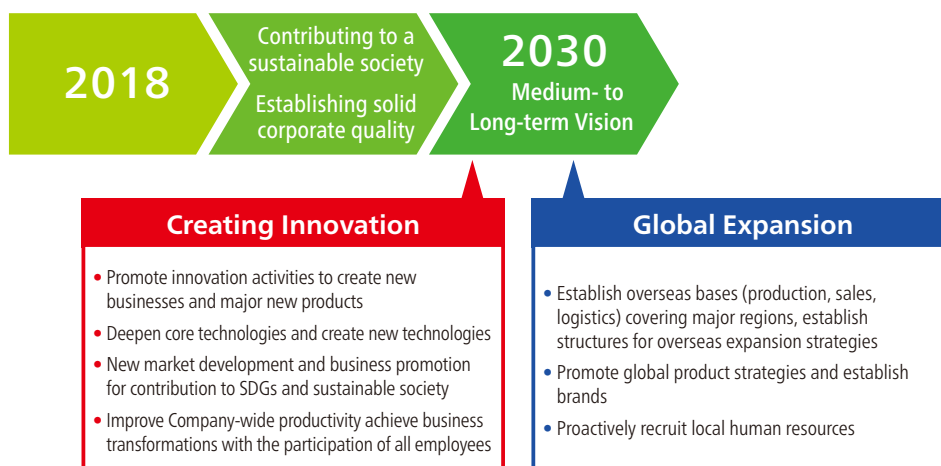 2018
Contributing to a
sustainable society
Establishing solid
corporate quality
2030
Medium- to
Long-term Vision
Creating Innovation
• Promote innovation activities to create new
businesses and major new products
• Deepen core technologies and create new technologies
• New market development and business promotion
for contribution to SDGs and sustainable society
• Improve Company-wide productivity achieve business
transformations with the participation of all employees
Global Expansion
• Establish overseas bases (production, sales,
logistics) covering major regions, establish
structures for overseas expansion strategies
• Promote global product strategies and establish
brands
• Proactively recruit local human resources